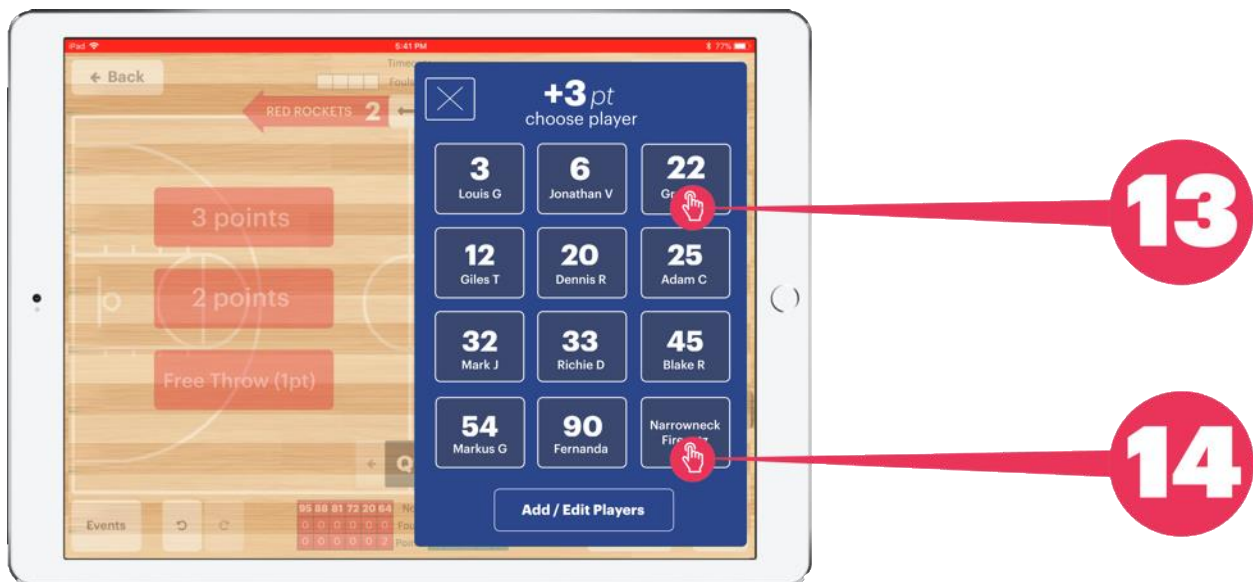 iPad 6:41 PM 77%
← Back
Fouls
RED ROCKETS 2
+3 pt
choose player
3
Louis G
6
Jonathan V
22
12
Giles T
20
Dennis R
25
Adam C
32
Mark J
33
Richie D
45
Blake R
54
Markus G
90
Fernanda
Narrowneck
Add / Edit Players
3 points
2 points
Free Throw (1pt)
Q
Events
95 88 81 72 20 64
0 0 0 0 0 0
0 0 0 0 0 2
13
14